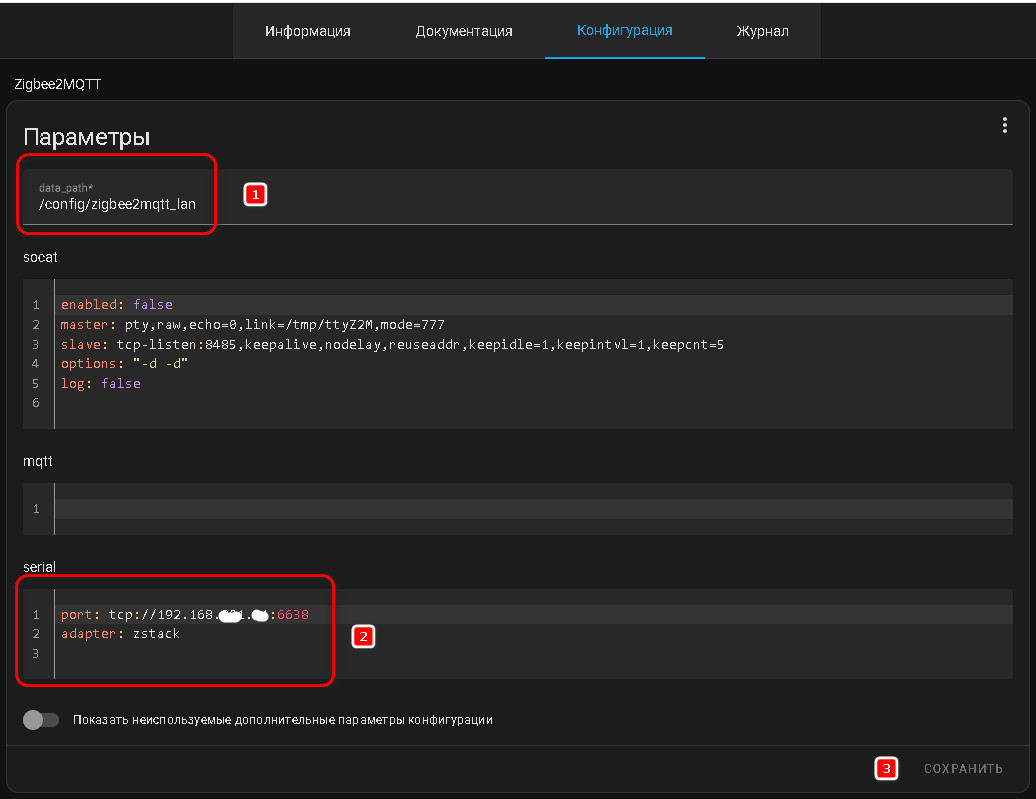 Информация Документация Конфигурация Журнал
Zigbee2MQTT
Параметры
data_path*
/config/zigbee2mqtt_lan
1
socat
1 enabled: false
2 master: pty,raw,echo=0,link=/tmp/ttyZ2M,mode=777
3 slave: tcp-listen:8485,keepalive,nodelay,reuseaddr,keepidle=1,keepintvl=1,keepcnt=5
4 options: "-d -d"
5 log: false
6
mqtt
1
serial
1 port: tcp://192.168. 1. :6638
2 adapter: zstack
3
2
Показать неиспользуемые дополнительные параметры конфигурации
3 СОХРАНИТЬ